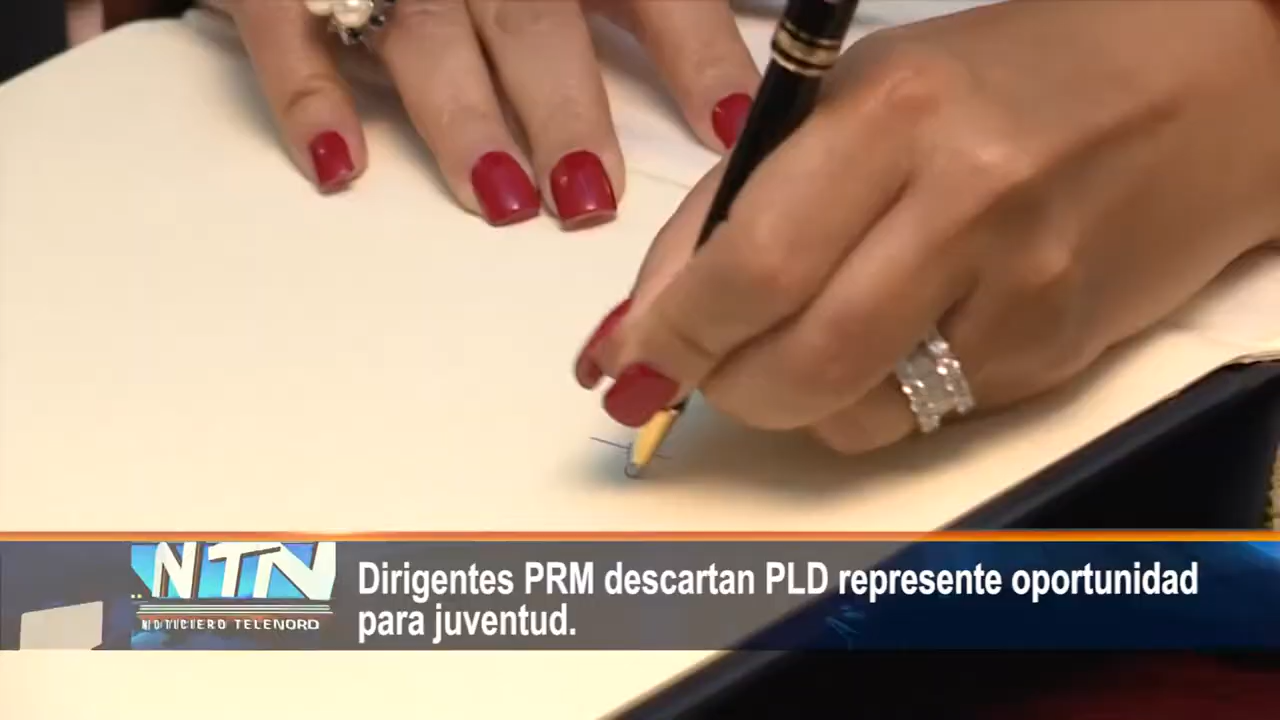 NTN
NOTICIERO TELENORD
Dirigentes PRM descartan PLD represente oportunidad
para juventud.